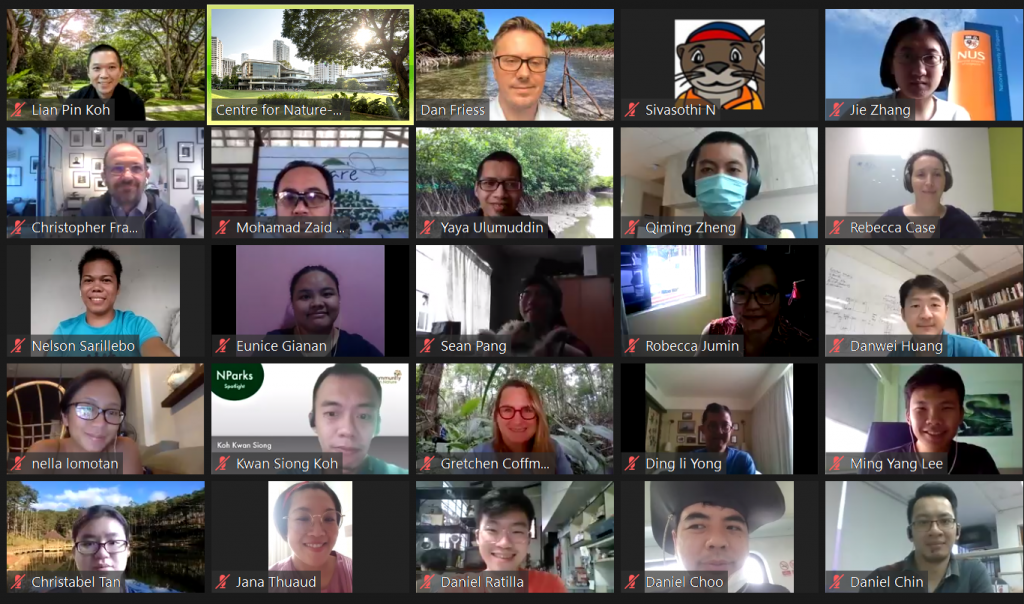 Lian Pin Koh
Centre for Nature-...
Dan Friess
Sivasothi N
NUS
Jie Zhang
Christopher Fra...
are
Mohamad Zaid ...
Yaya Ulumuddin
Qiming Zheng
Rebecca Case
Nelson Sarillebo
Eunice Gianan
Sean Pang
Robecca Jumin
Danwei Huang
nella lomotan
NParks
Spotlight
Koh Kwan Siong
Kwan Siong Koh
Gretchen Coffm...
Ding li Yong
Ming Yang Lee
Christabel Tan
Jana Thuaud
Daniel Ratilla
Daniel Choo
Daniel Chin